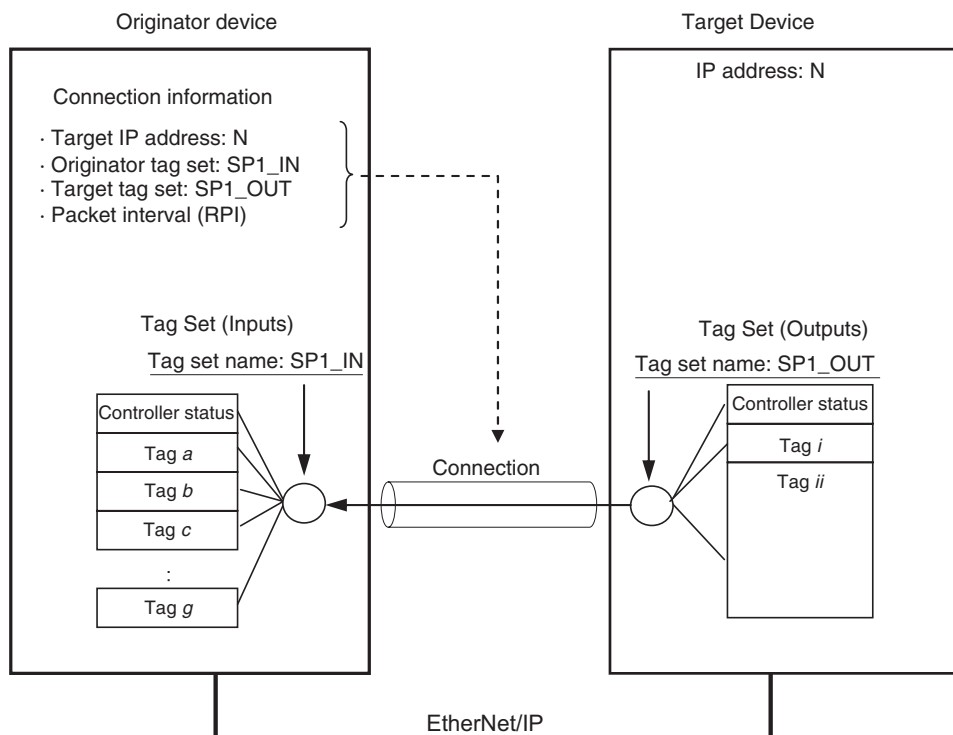 Originator device
Target Device
IP address: N
Connection information
· Target IP address: N
· Originator tag set: SP1_IN
· Target tag set: SP1_OUT
· Packet interval (RPI)
Tag Set (Inputs)
Tag set name: SP1_IN
Controller status
Tag a
Tag b
Tag c
:
Tag g
Connection
Tag Set (Outputs)
Tag set name: SP1_OUT
Controller status
Tag i
Tag ii
EtherNet/IP